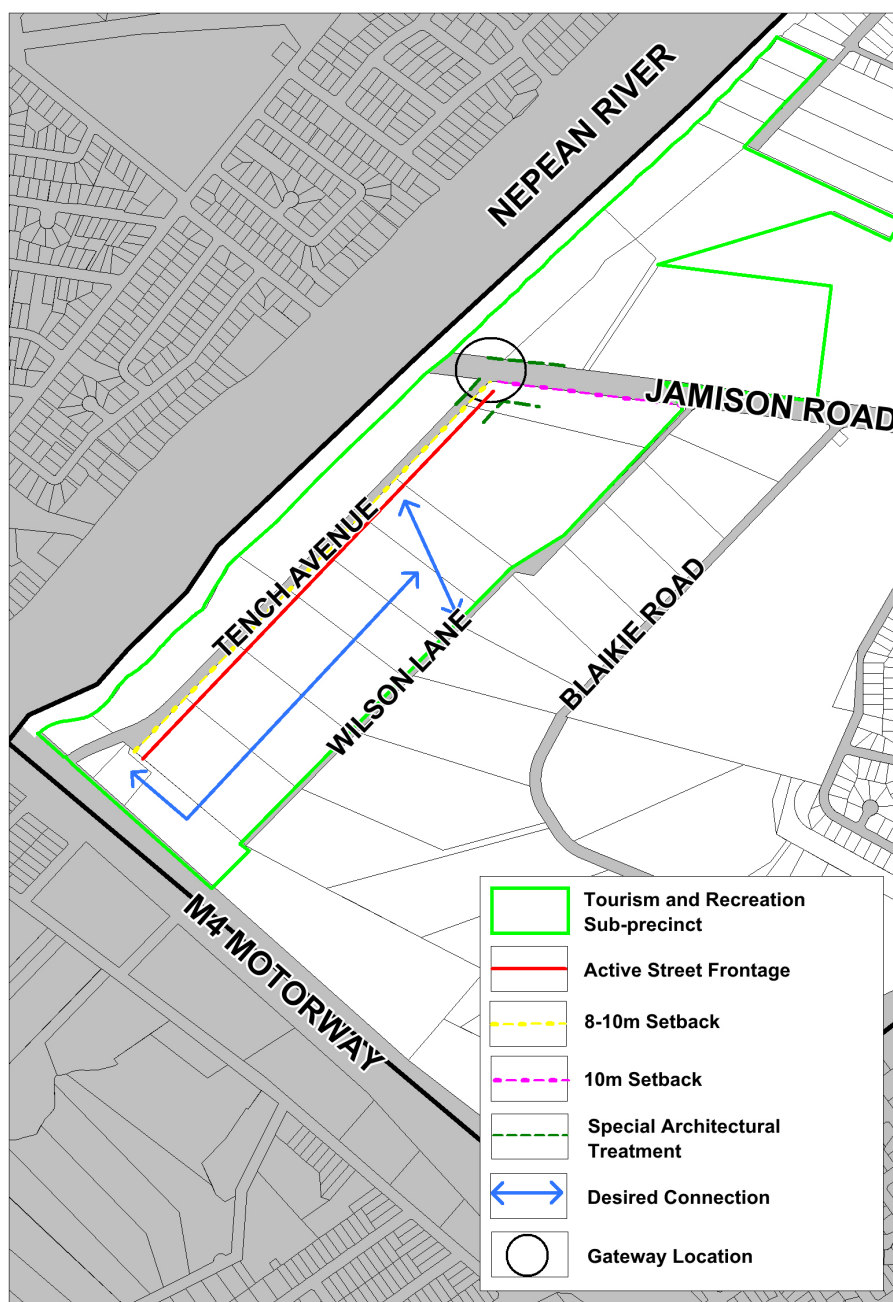 NEPEAN RIVER
JAMISON ROAD
TENCH AVENUE
WILSON LANE
BLAIKIE ROAD
M4 MOTORWAY
Tourism and Recreation
Sub-precinct
Active Street Frontage
8-10m Setback
10m Setback
Special Architectural
Treatment
Desired Connection
Gateway Location